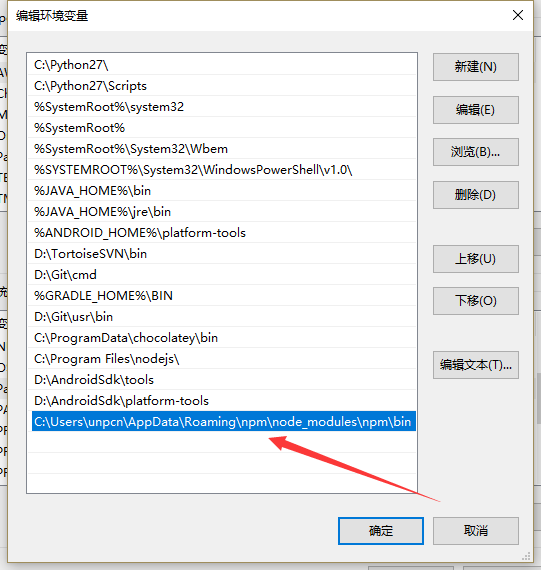 编辑环境变量
C:\Python27\
C:\Python27\Scripts
%SystemRoot%\system32
%SystemRoot%
%SystemRoot%\System32\Wbem
%SYSTEMROOT%\System32\WindowsPowerShell\v1.0\
%JAVA_HOME%\bin
%JAVA_HOME%\jre\bin
%ANDROID_HOME%\platform-tools
D:\TortoiseSVN\bin
D:\Git\cmd
%GRADLE_HOME%\BIN
D:\Git\usr\bin
C:\ProgramData\chocolatey\bin
C:\Program Files\nodejs\
D:\AndroidSdk\tools
D:\AndroidSdk\platform-tools
C:\Users\unpcn\AppData\Roaming\npm\node_modules\npm\bin
新建(N)
编辑(E)
浏览(B)...
删除(D)
上移(U)
下移(O)
编辑文本(T)...
确定
取消